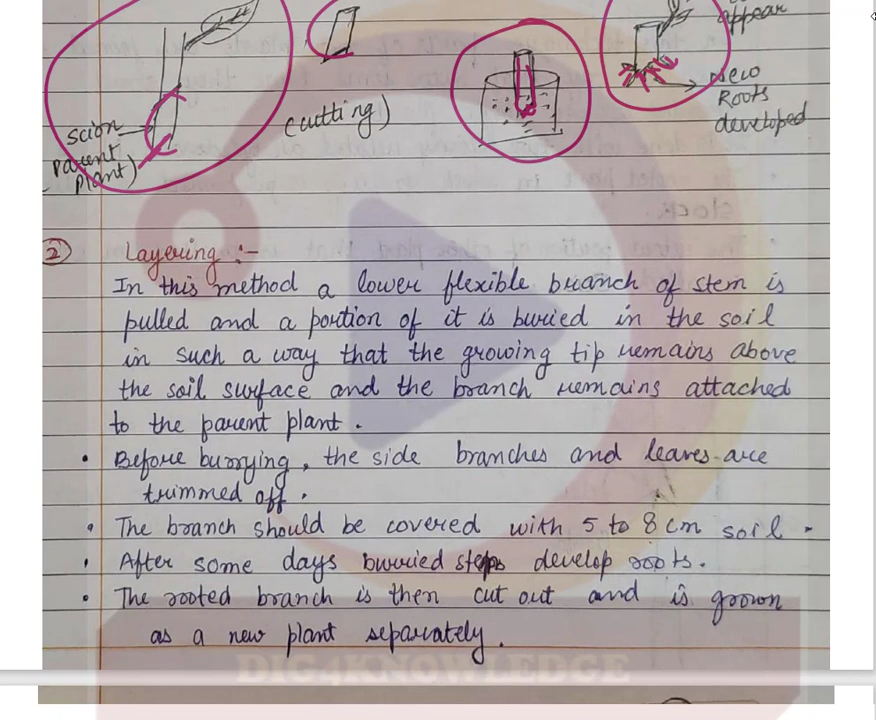 appear
New
Roots
developed
(cutting)
scion
parent
plant)
② Layering :-
In this method a lower flexible branch of stem is
pulled and a portion of it is buried in the soil
in such a way that the growing tip remains above
the soil surface and the branch remains attached
to the parent plant.
• Before burrying, the side branches and leaves are
trimmed off.
• The branch should be covered with 5 to 8 cm soil.
• After some days buuried develop roots.
• The rooted branch is then cut out and is grown
as a new plant separately.
DIG4KNOWLEDGE